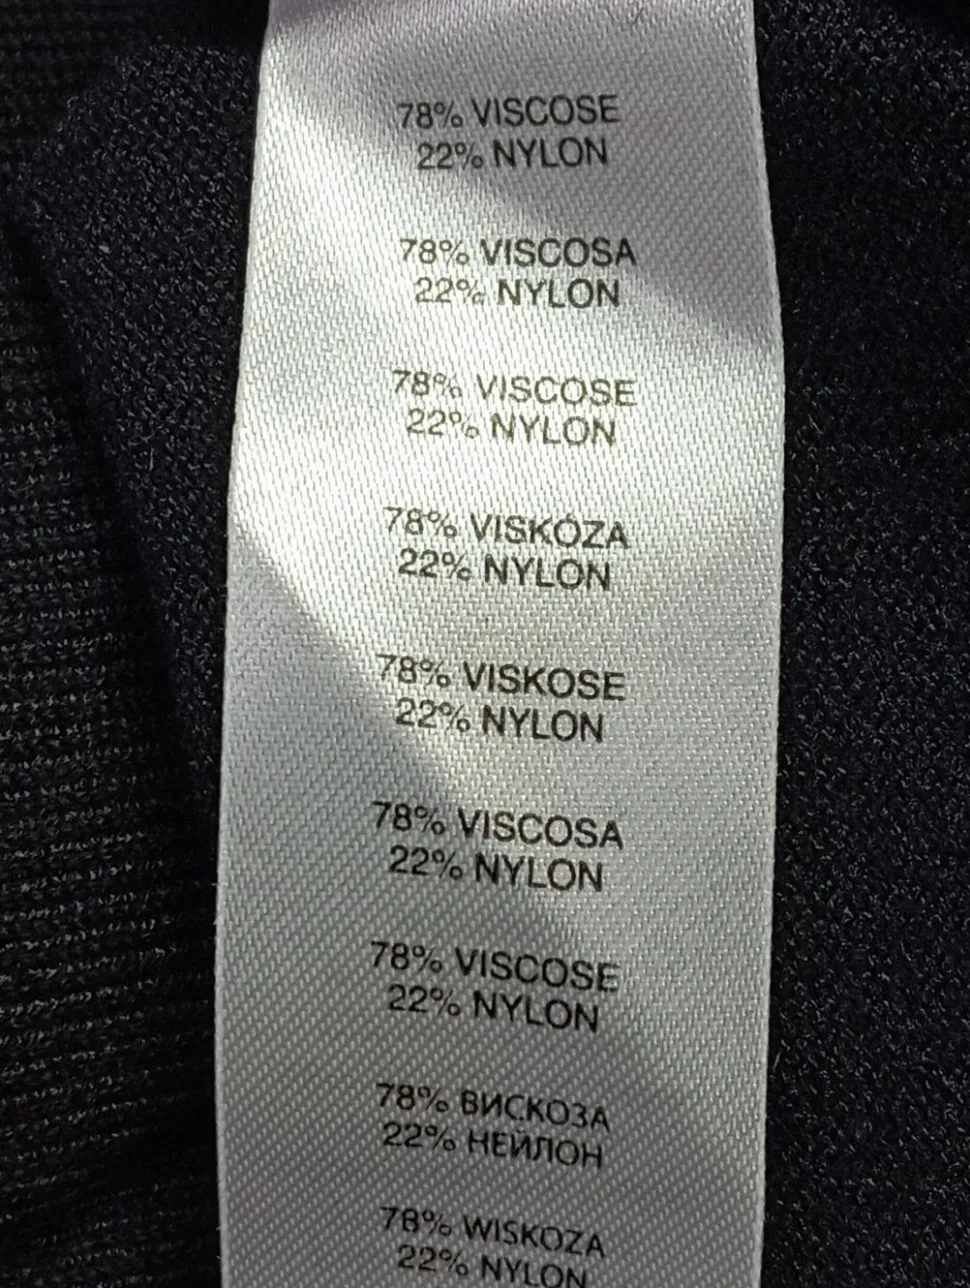 78% VISCOSE
22% NYLON
78% VISCOSA
22% NYLON
78% VISCOSE
22% NYLON
78% VISKÓZA
22% NYLON
78% VISKOSE
22% NYLON
78% VISCOSA
22% NYLON
78% VISCOSE
22% NYLON
78% ВИСКОЗА
22% НЕЙЛОН
78% WISKOZA
22% NYLON